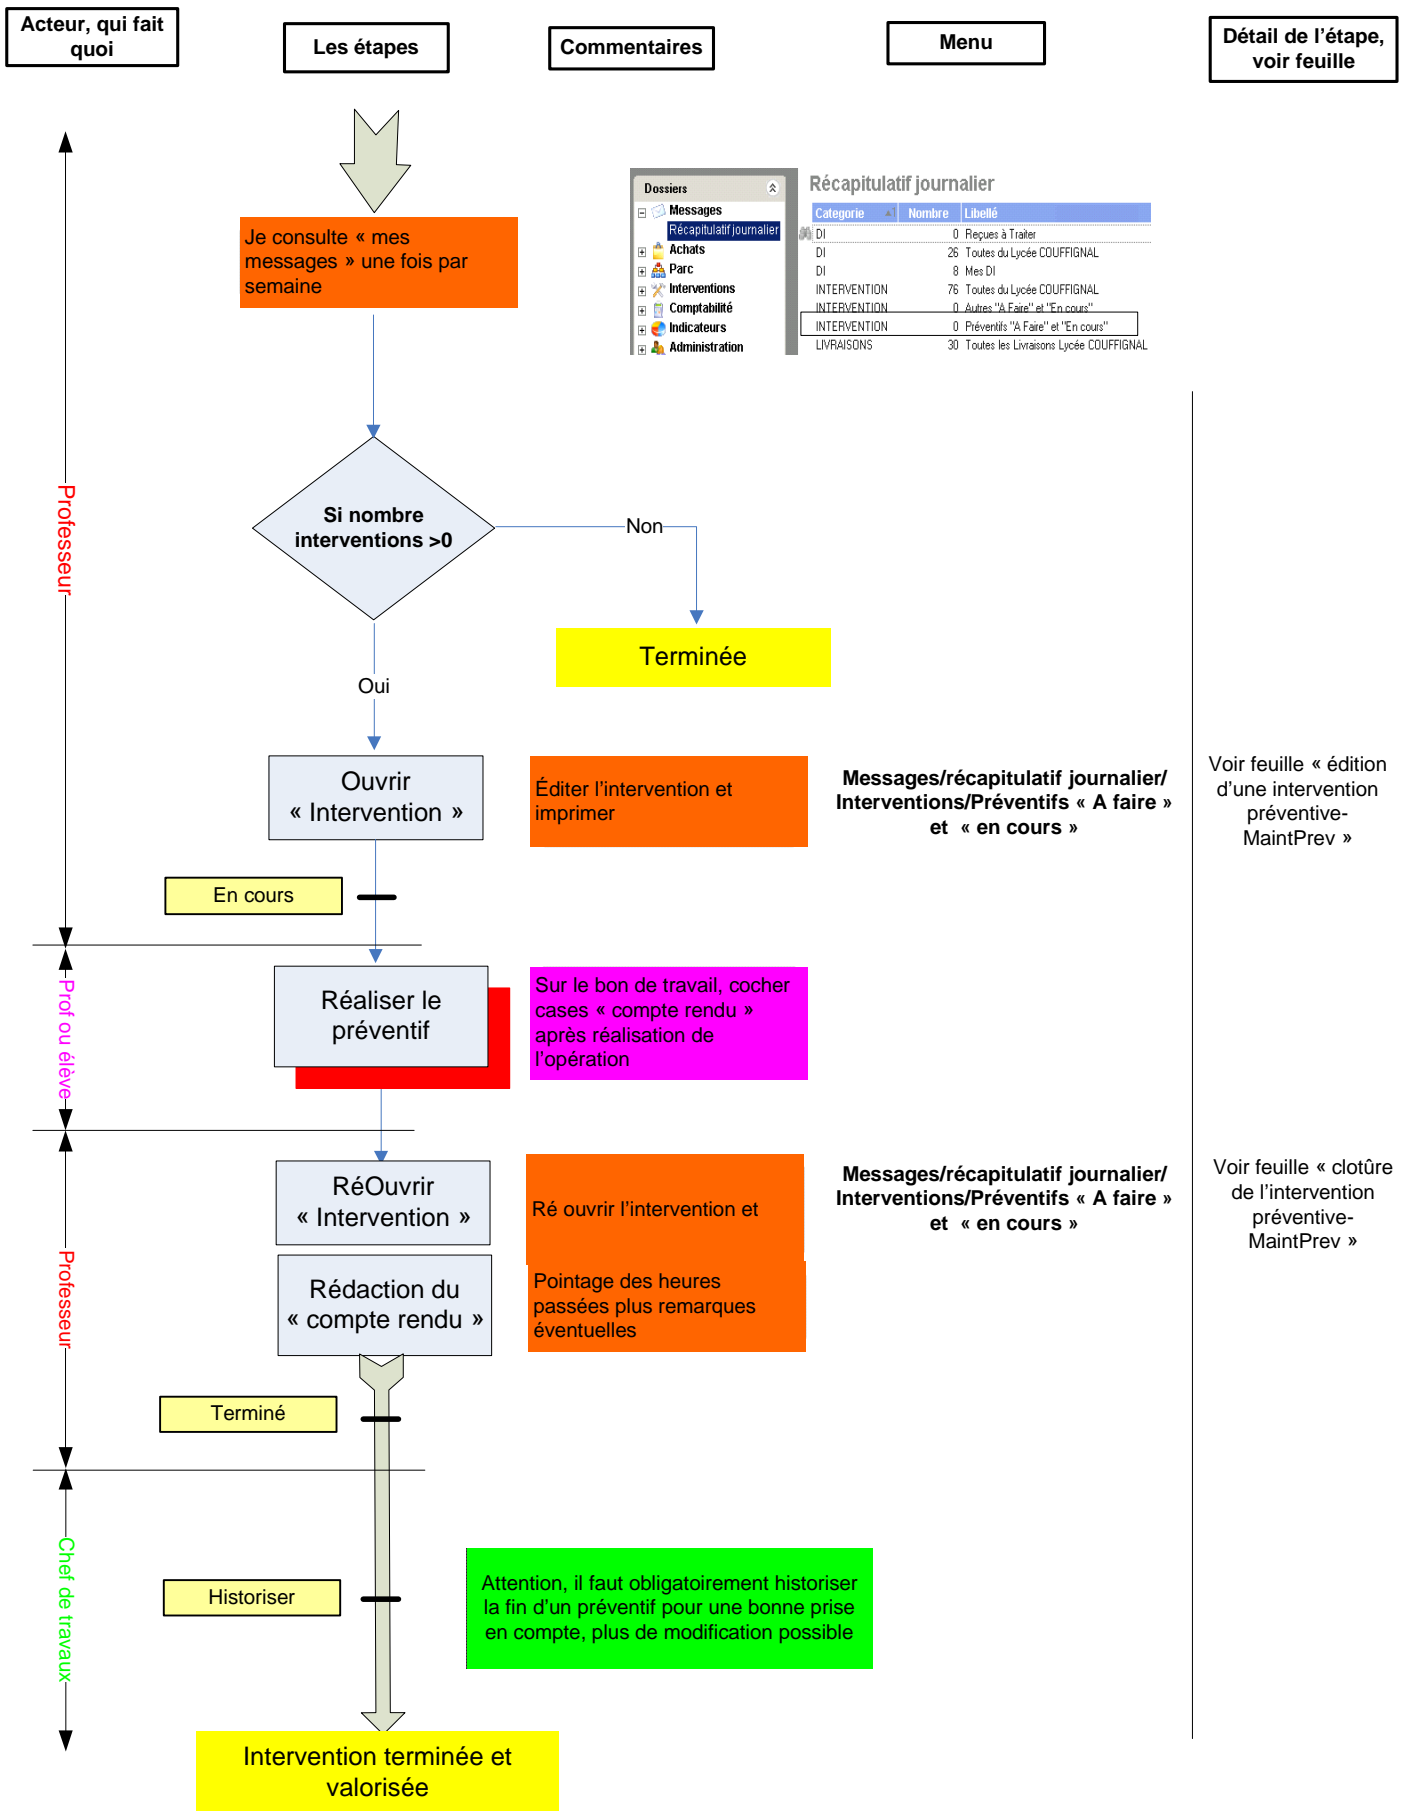 Acteur, qui fait
quoi
Les étapes
Commentaires
Menu
Détail de l'étape,
voir feuille
Je consulte « mes
messages » une fois par
semaine
Dossiers
Messages
Récapitulatif journalier
Achats
Parc
Interventions
Comptabilité
Indicateurs
Administration
Récapitulatif journalier
Categorie 1 Nombre Libellé
DI 0 Reçues à Traiter
DI 26 Toutes du Lycée COUFFIGNAL
DI 8 Mes DI
INTERVENTION 76 Toutes du Lycée COUFFIGNAL
INTERVENTION 0 Autres "A Faire" et "En cours"
INTERVENTION 0 Préventifs "A Faire" et "En cours"
LIVRAISONS 30 Toutes les Livraisons Lycée COUFFIGNAL
Professeur
Si nombre
interventions >0
Non
Terminée
Oui
Ouvrir
« Intervention »
Éditer l'intervention et
imprimer
Messages/récapitulatif journalier/
Interventions/Préventifs « A faire »
et « en cours »
Voir feuille « édition
d'une intervention
préventive-
MaintPrev »
En cours
Prof ou élève
Réaliser le
préventif
Sur le bon de travail, cocher
cases « compte rendu »
après réalisation de
l'opération
Professeur
RéOuvrir
« Intervention »
Ré ouvrir l'intervention et
Messages/récapitulatif journalier/
Interventions/Préventifs « A faire »
et « en cours »
Voir feuille « clotûre
de l'intervention
préventive-
MaintPrev »
Rédaction du
« compte rendu »
Pointage des heures
passées plus remarques
éventuelles
Terminé
Chef de travaux
Historiser
Attention, il faut obligatoirement historiser
la fin d'un préventif pour une bonne prise
en compte, plus de modification possible
Intervention terminée et
valorisée